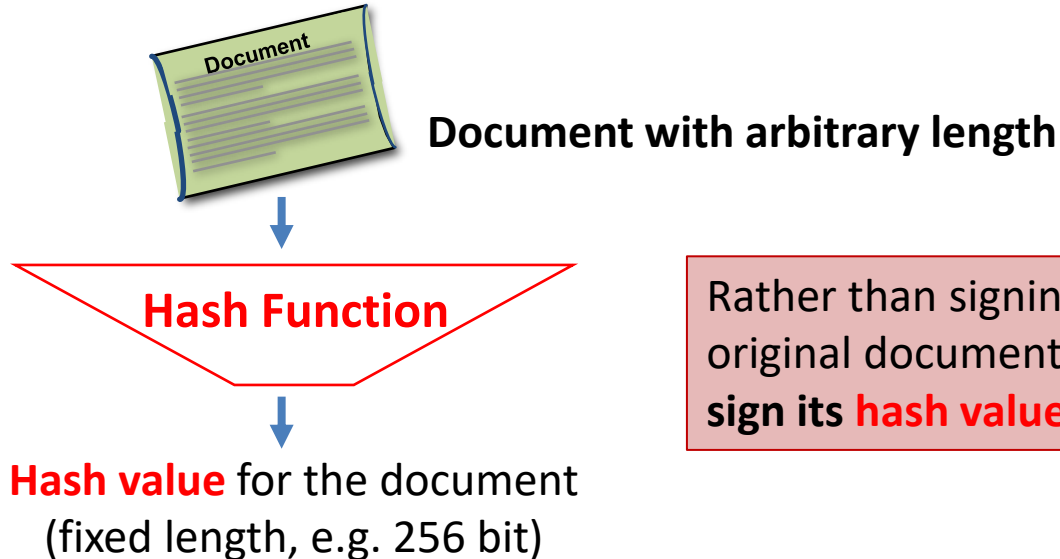 Document
Document with arbitrary length
Hash Function
Rather than signin
original document
sign its hash value
Hash value for the document
(fixed length, e.g. 256 bit)